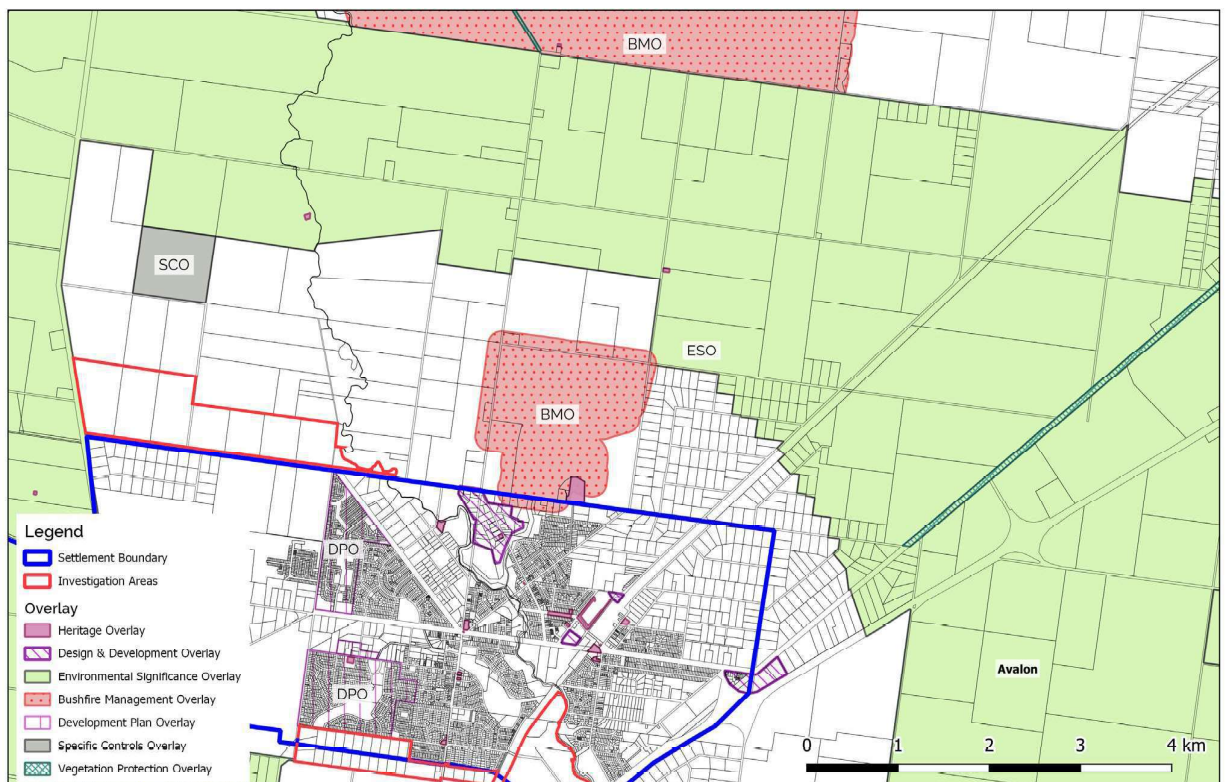 BMO
SCO
ESO
BMO
DPO
DPO
Avalon
Legend
Settlement Boundary
Investigation Areas
Overlay
Heritage Overlay
Design & Development Overlay
Environmental Significance Overlay
Bushfire Management Overlay
Development Plan Overlay
Specific Controls Overlay
Vegetation Protection Overlay
0 1 2 3 4 km